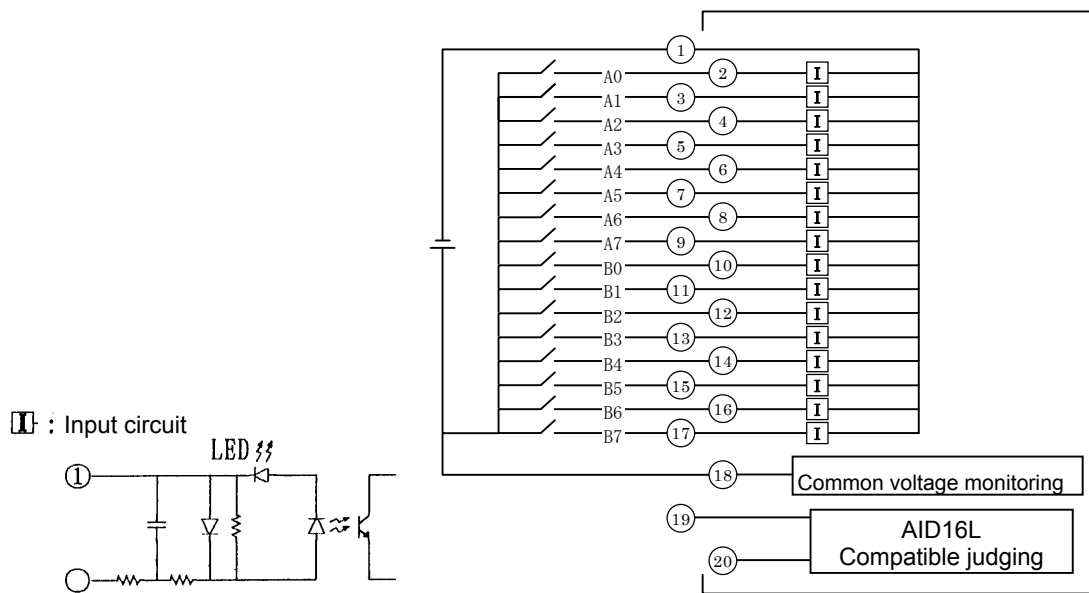 ①
A0 ② I
A1 ③ I
A2 ④ I
A3 ⑤ I
A4 ⑥ I
A5 ⑦ I
A6 ⑧ I
A7 ⑨ I
B0 ⑩ I
B1 ⑪ I
B2 ⑫ I
B3 ⑬ I
B4 ⑭ I
B5 ⑮ I
B6 ⑯ I
B7 ⑰ I
I : Input circuit
LED
①
⑱ Common voltage monitoring
⑲ AID16L
⑳ Compatible judging